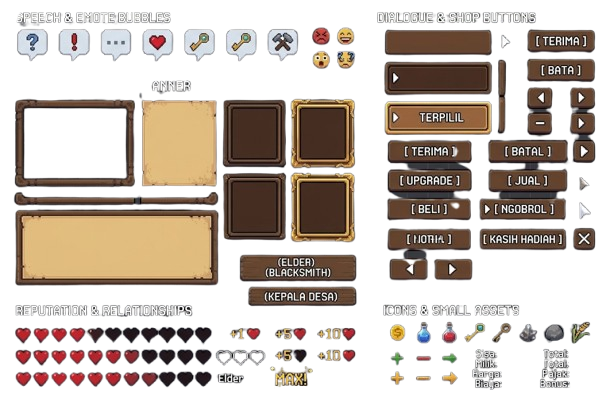 SPEECH & EMOTE BUBBLES
?
!
...
ANNER
(ELDER)
(BLACKSMITH)
(KEPALA DESA)
DIALOGUE & SHOP BUTTONS
[ TERIMA ]
[ BATA ]
TERPILIL
[ TERIMA ]
[ BATAL ]
[ UPGRADE ]
[ JUAL ]
[ BELI ]
[ NGOBROL ]
[ KASIH HADIAH ]
REPUTATION & RELATIONSHIPS
+1
+5
+10
+5
+10
Elder
MAX!
ICONS & SMALL ASSETS
Sisa:
Milik:
Harga:
Biaya:
Total:
Total:
Pajak:
Bonus: